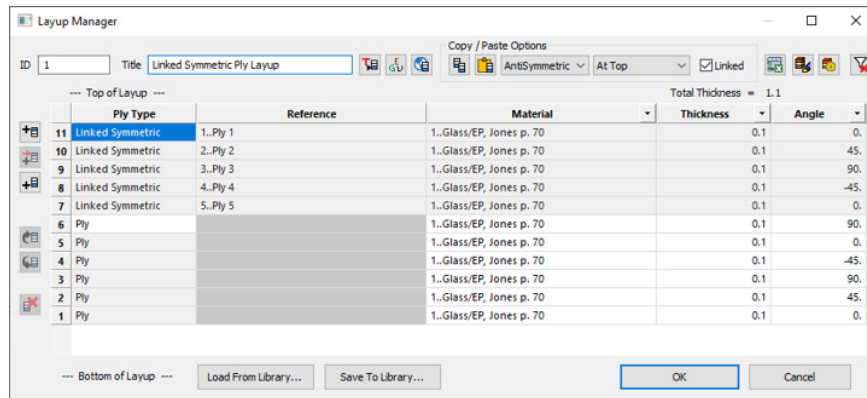 Layup Manager
Copy / Paste Options
ID 1 Title Linked Symmetric Ply Layup AntiSymmetric At Top Linked
--- Top of Layup --- Total Thickness = 1.1
Ply Type Reference Material Thickness Angle
11 Linked Symmetric 1..Ply 1 1..Glass/EP, Jones p. 70 0.1 0.
10 Linked Symmetric 2..Ply 2 1..Glass/EP, Jones p. 70 0.1 45.
9 Linked Symmetric 3..Ply 3 1..Glass/EP, Jones p. 70 0.1 90.
8 Linked Symmetric 4..Ply 4 1..Glass/EP, Jones p. 70 0.1 -45.
7 Linked Symmetric 5..Ply 5 1..Glass/EP, Jones p. 70 0.1 0.
6 Ply 1..Glass/EP, Jones p. 70 0.1 90.
5 Ply 1..Glass/EP, Jones p. 70 0.1 0.
4 Ply 1..Glass/EP, Jones p. 70 0.1 -45.
3 Ply 1..Glass/EP, Jones p. 70 0.1 90.
2 Ply 1..Glass/EP, Jones p. 70 0.1 45.
1 Ply 1..Glass/EP, Jones p. 70 0.1 0.
--- Bottom of Layup --- Load From Library... Save To Library... OK Cancel